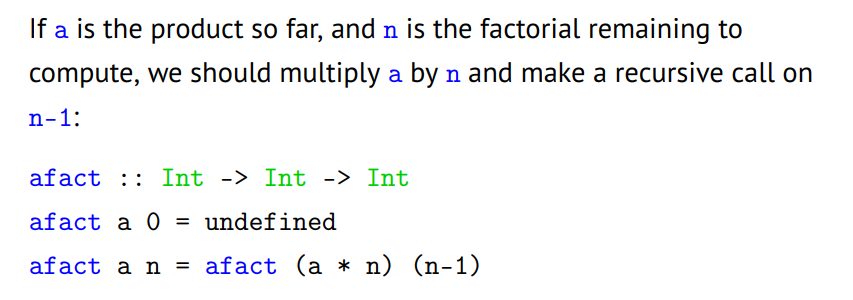 If a is the product so far, and n is the factorial remaining to
compute, we should multiply a by n and make a recursive call on
n-1:
afact :: Int -> Int -> Int
afact a 0 = undefined
afact a n = afact (a * n) (n-1)